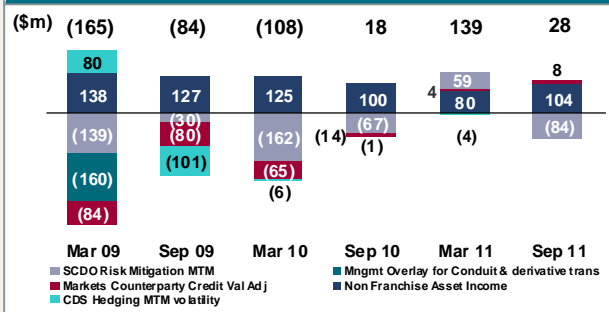 ($m) (165) (84) (108) 18 139 28
80 59 8
138 127 125 100 4 80 104
(139) (30) (162) (14) (67) (4) (84)
(160) (80) (65) (1)
(84) (101) (6)
Mar 09 Sep 09 Mar 10 Sep 10 Mar 11 Sep 11
SCDO Risk Mitigation MTM Mngmt Overlay for Conduit & derivative trans
Markets Counterparty Credit Val Adj Non Franchise Asset Income
CDS Hedging MTM volatility